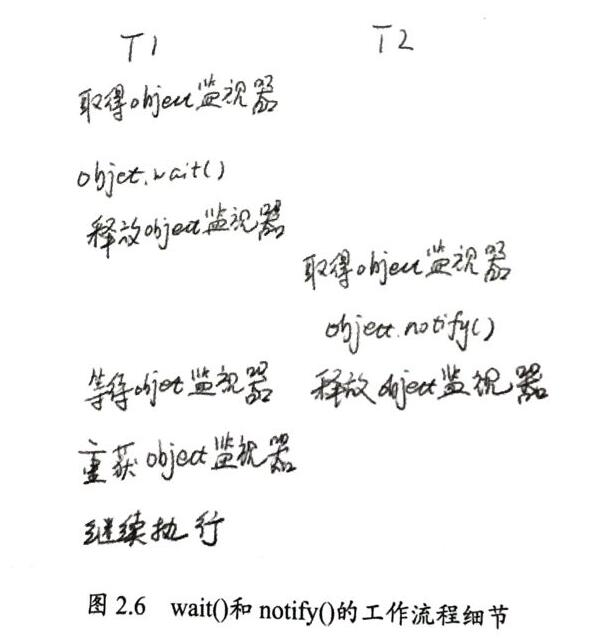 T1 T2
取得object监视器
objet.wait()
释放object监视器
取得object监视器
object.notify()
等待objet监视器 释放object监视器
重获object监视器
继续执行
图 2.6 wait()和 notify()的工作流程细节